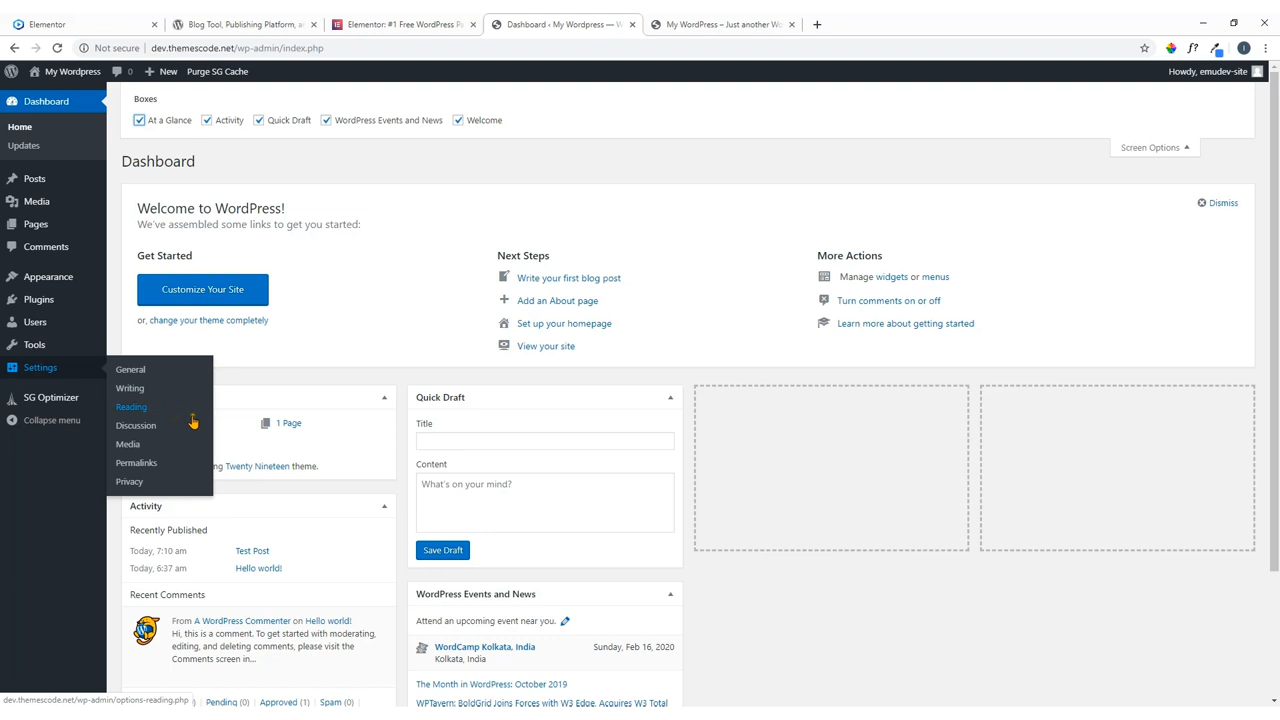 Elementor
Blog Tool, Publishing Platform, a
Elementor: #1 Free WordPress Pa
Dashboard ‹ My Wordpress — W
My WordPress – Just another Wo
Not secure
dev.themescode.net/wp-admin/index.php
My Wordpress
0
New
Purge SG Cache
Howdy, emudev-site
Dashboard
Home
Updates
Posts
Media
Pages
Comments
Appearance
Plugins
Users
Tools
Settings
SG Optimizer
Collapse menu
General
Writing
Reading
Discussion
Media
Permalinks
Privacy
Boxes
At a Glance
Activity
Quick Draft
WordPress Events and News
Welcome
Screen Options
Dashboard
Welcome to WordPress!
We've assembled some links to get you started:
Dismiss
Get Started
Customize Your Site
or, change your theme completely
Next Steps
Write your first blog post
Add an About page
Set up your homepage
View your site
More Actions
Manage widgets or menus
Turn comments on or off
Learn more about getting started
1 Page
Twenty Nineteen theme.
Activity
Recently Published
Today, 7:10 am
Test Post
Today, 6:37 am
Hello world!
Recent Comments
From A WordPress Commenter on Hello world!
Hi, this is a comment. To get started with moderating,
editing, and deleting comments, please visit the
Comments screen in…
Pending (0)
Approved (1)
Spam (0)
Quick Draft
Title
Content
What's on your mind?
Save Draft
WordPress Events and News
Attend an upcoming event near you.
WordCamp Kolkata, India
Sunday, Feb 16, 2020
Kolkata, India
The Month in WordPress: October 2019
WPTavern: BoldGrid Joins Forces with W3 Edge, Acquires W3 Total
dev.themescode.net/wp-admin/options-reading.php